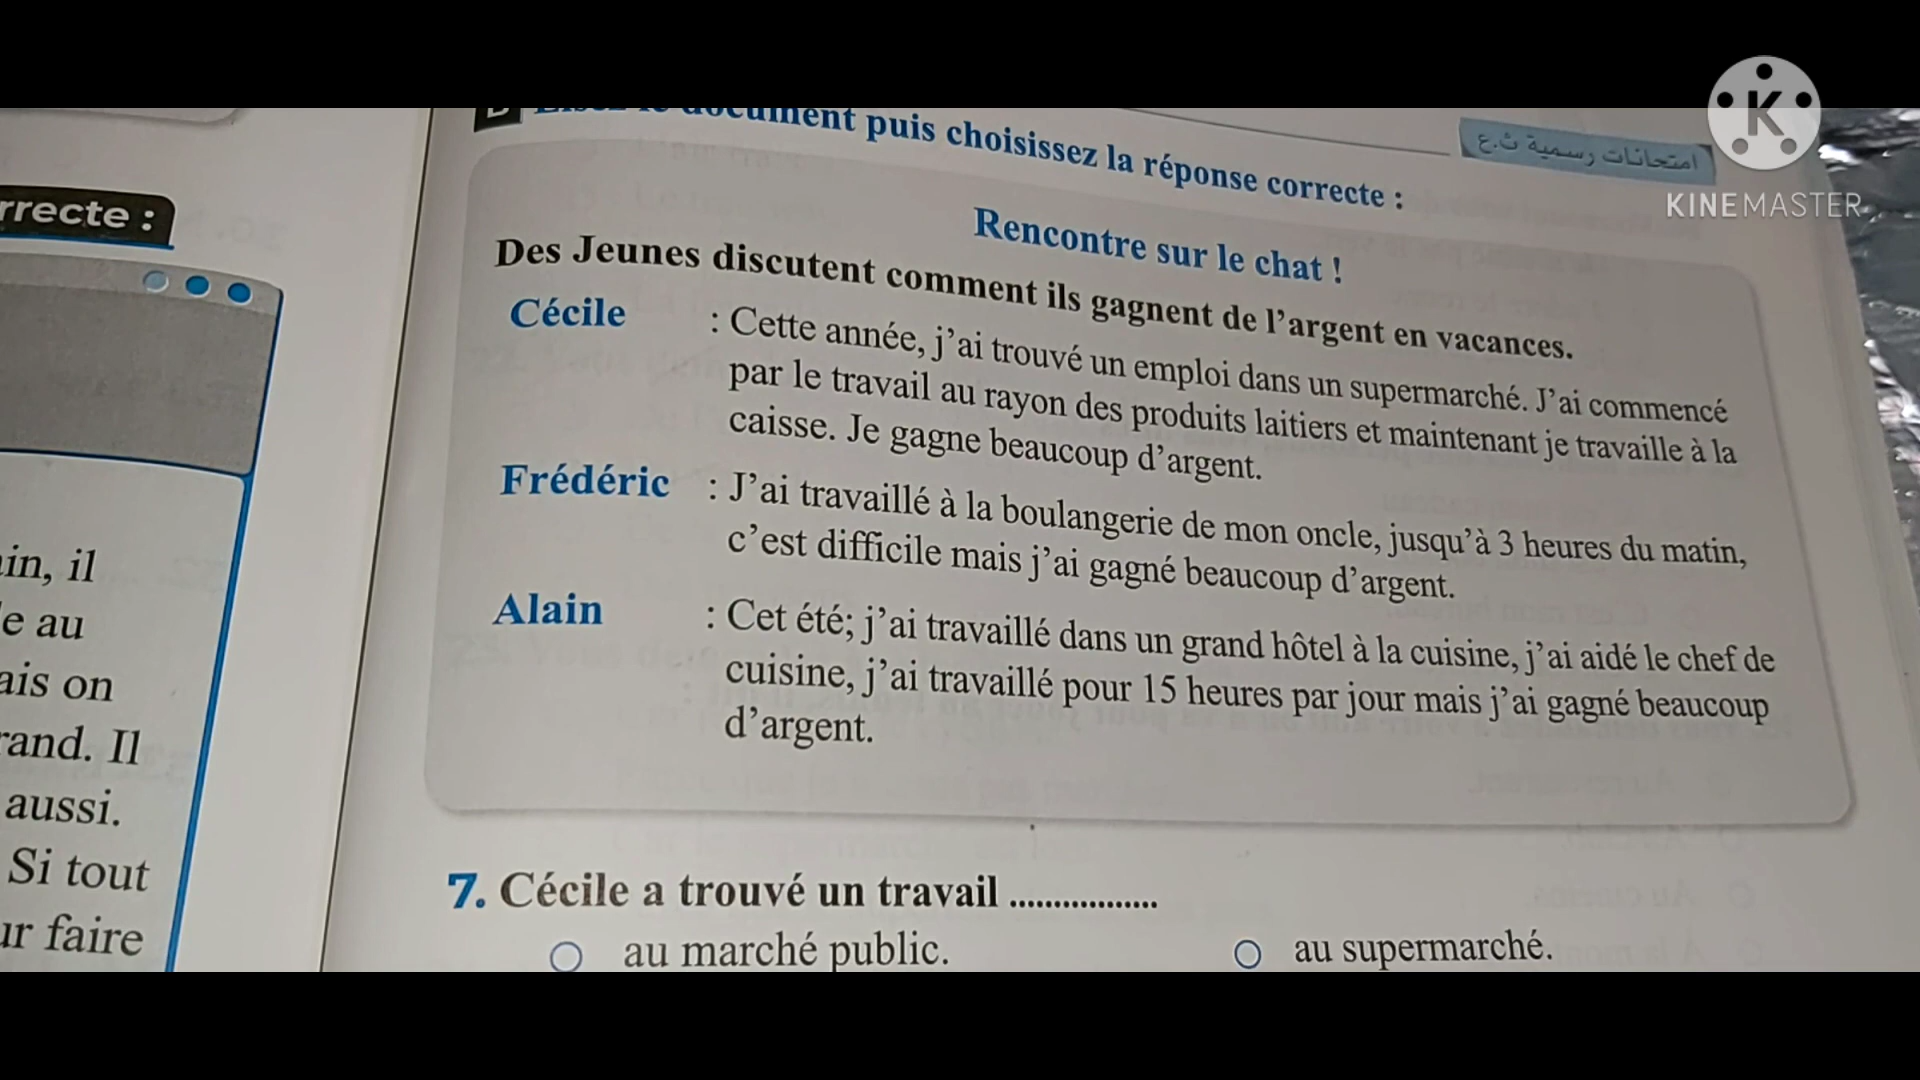 KINEMASTER
امتحانات رسمية ث.ع
document puis choisissez la réponse correcte :
Rencontre sur le chat !
Des Jeunes discutent comment ils gagnent de l’argent en vacances.
Cécile : Cette année, j’ai trouvé un emploi dans un supermarché. J’ai commencé
par le travail au rayon des produits laitiers et maintenant je travaille à la
caisse. Je gagne beaucoup d’argent.
Frédéric : J’ai travaillé à la boulangerie de mon oncle, jusqu’à 3 heures du matin,
c’est difficile mais j’ai gagné beaucoup d’argent.
Alain : Cet été; j’ai travaillé dans un grand hôtel à la cuisine, j’ai aidé le chef de
cuisine, j’ai travaillé pour 15 heures par jour mais j’ai gagné beaucoup
d’argent.
7. Cécile a trouvé un travail .................
au marché public.
au supermarché.
rrecte :
in, il
e au
ais on
rand. Il
aussi.
Si tout
ur faire